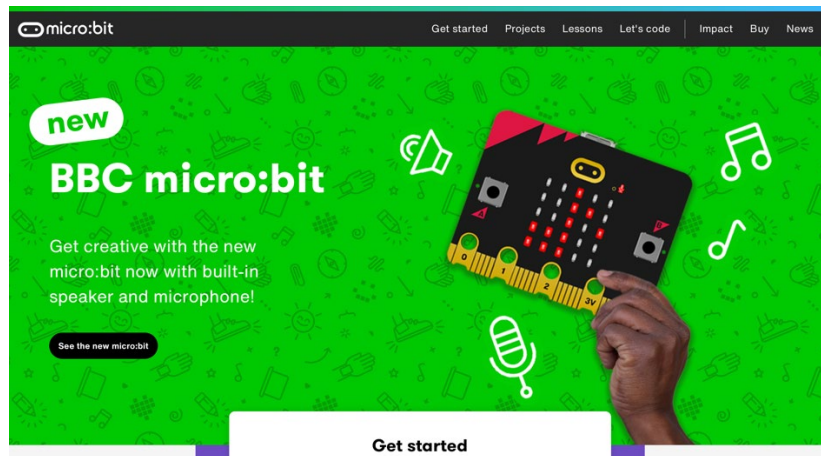 micro:bit
Get started Projects Lessons Let's code Impact Buy News
new
BBC micro:bit
Get creative with the new
micro:bit now with built-in
speaker and microphone!
See the new micro:bit
A
B
0
1
2
3V
Get started